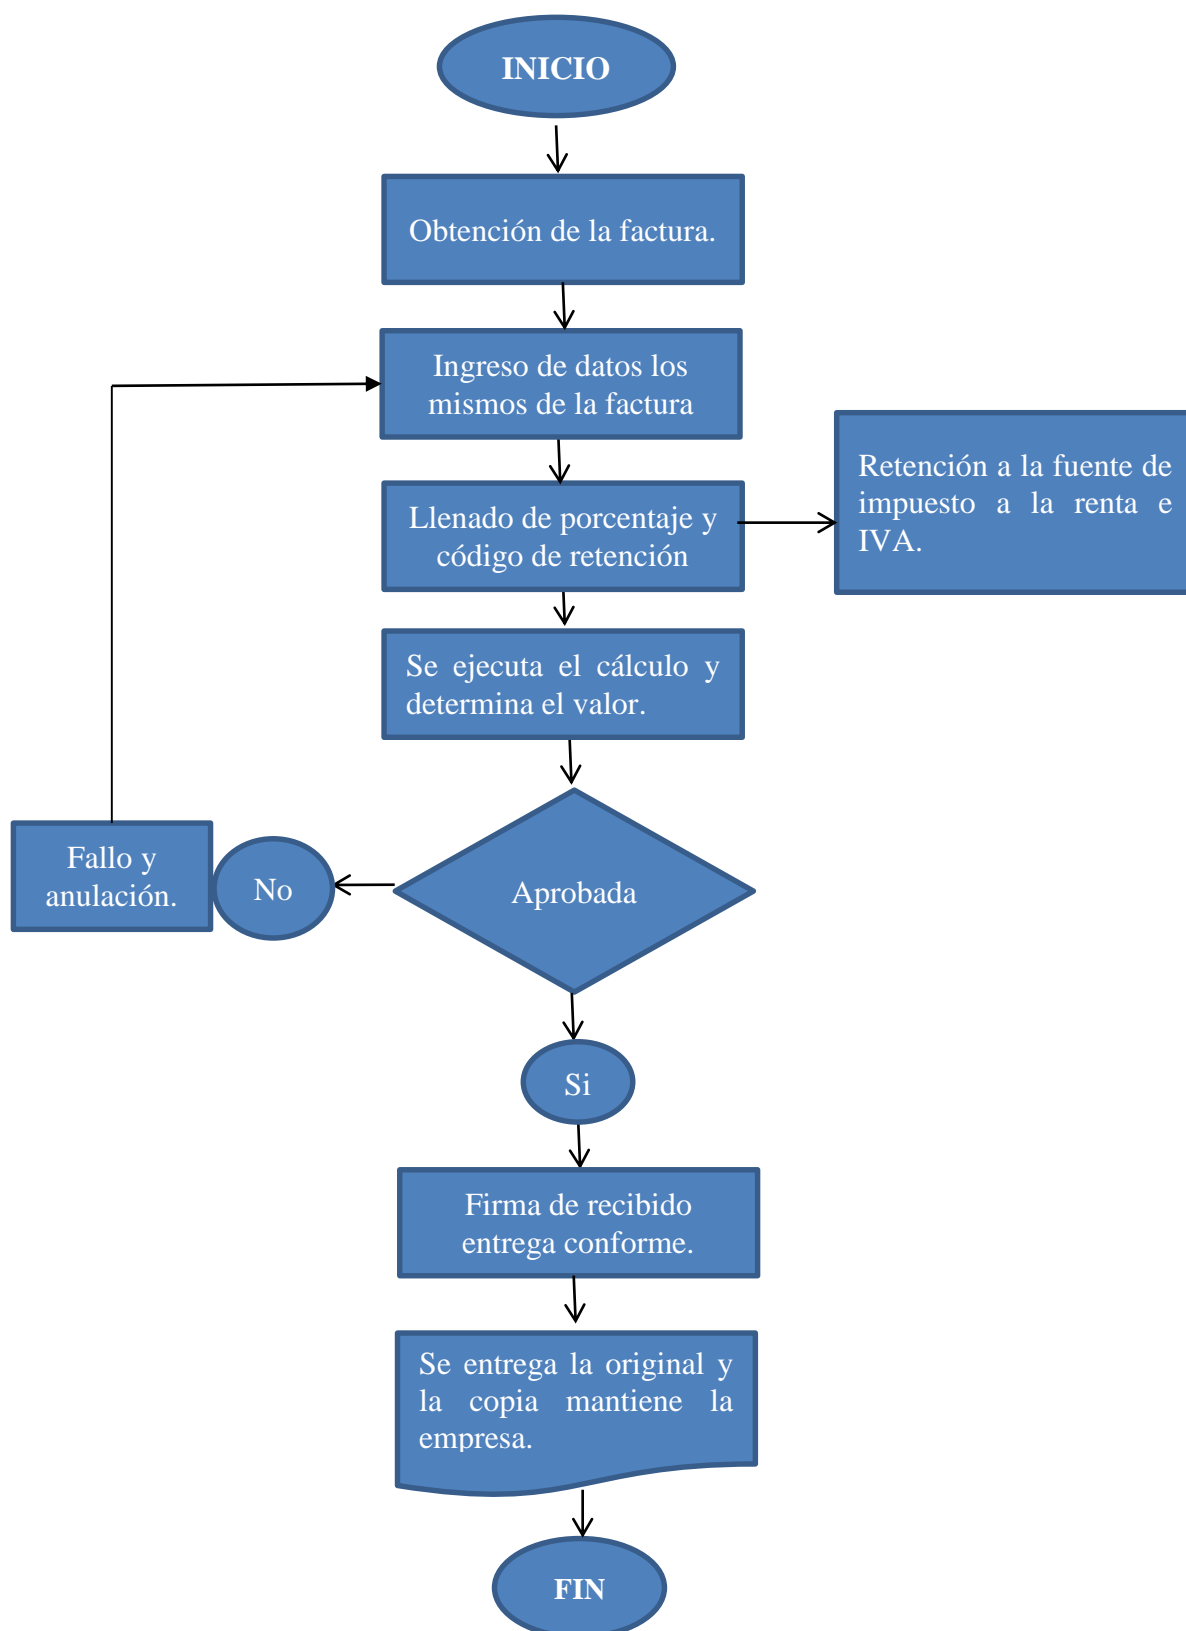 INICIO
Obtención de la factura.
Ingreso de datos los
mismos de la factura
Retención a la fuente de
impuesto a la renta e
IVA.
Llenado de porcentaje y
código de retención
Se ejecuta el cálculo y
determina el valor.
Fallo y
anulación.
No
Aprobada
Si
Firma de recibido
entrega conforme.
Se entrega la original y
la copia mantiene la
empresa.
FIN